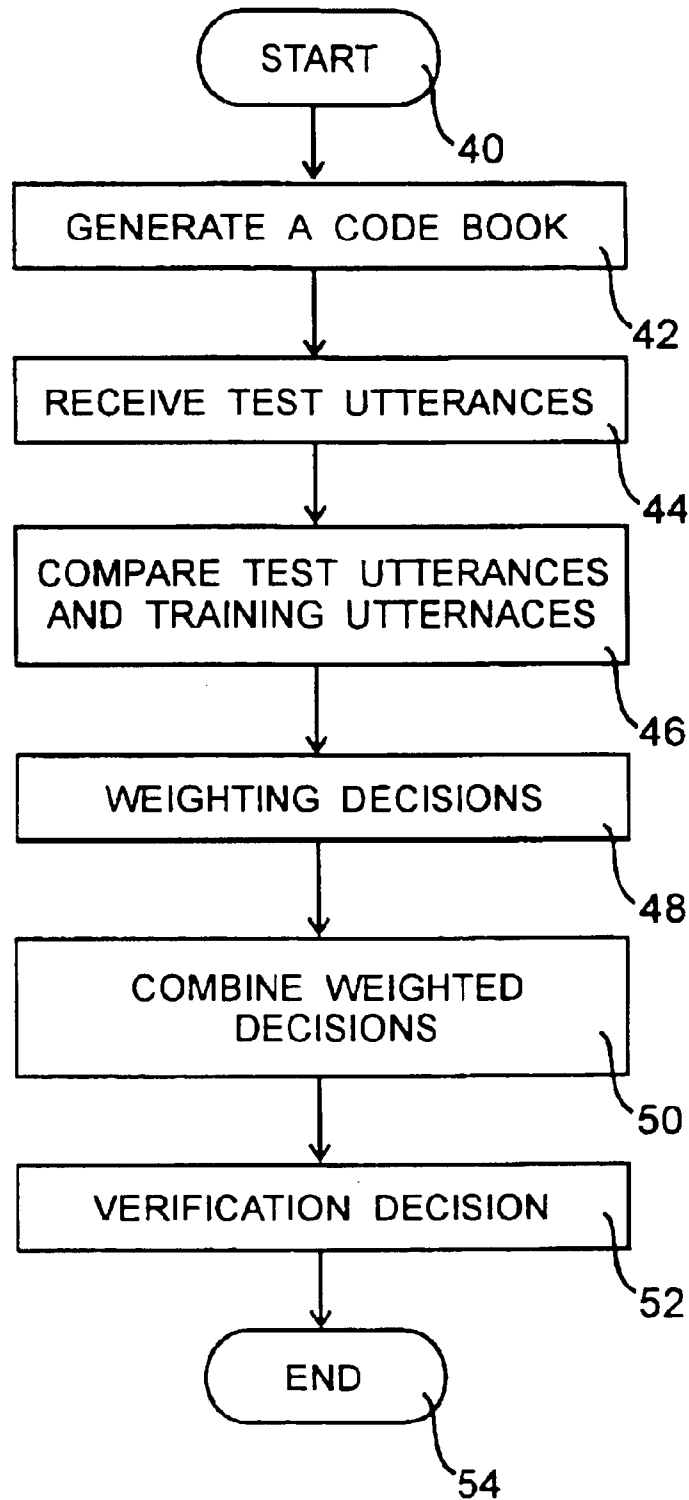 START
40
GENERATE A CODE BOOK
42
RECEIVE TEST UTTERANCES
44
COMPARE TEST UTTERANCES
AND TRAINING UTTERNACES
46
WEIGHTING DECISIONS
48
COMBINE WEIGHTED
DECISIONS
50
VERIFICATION DECISION
52
END
54